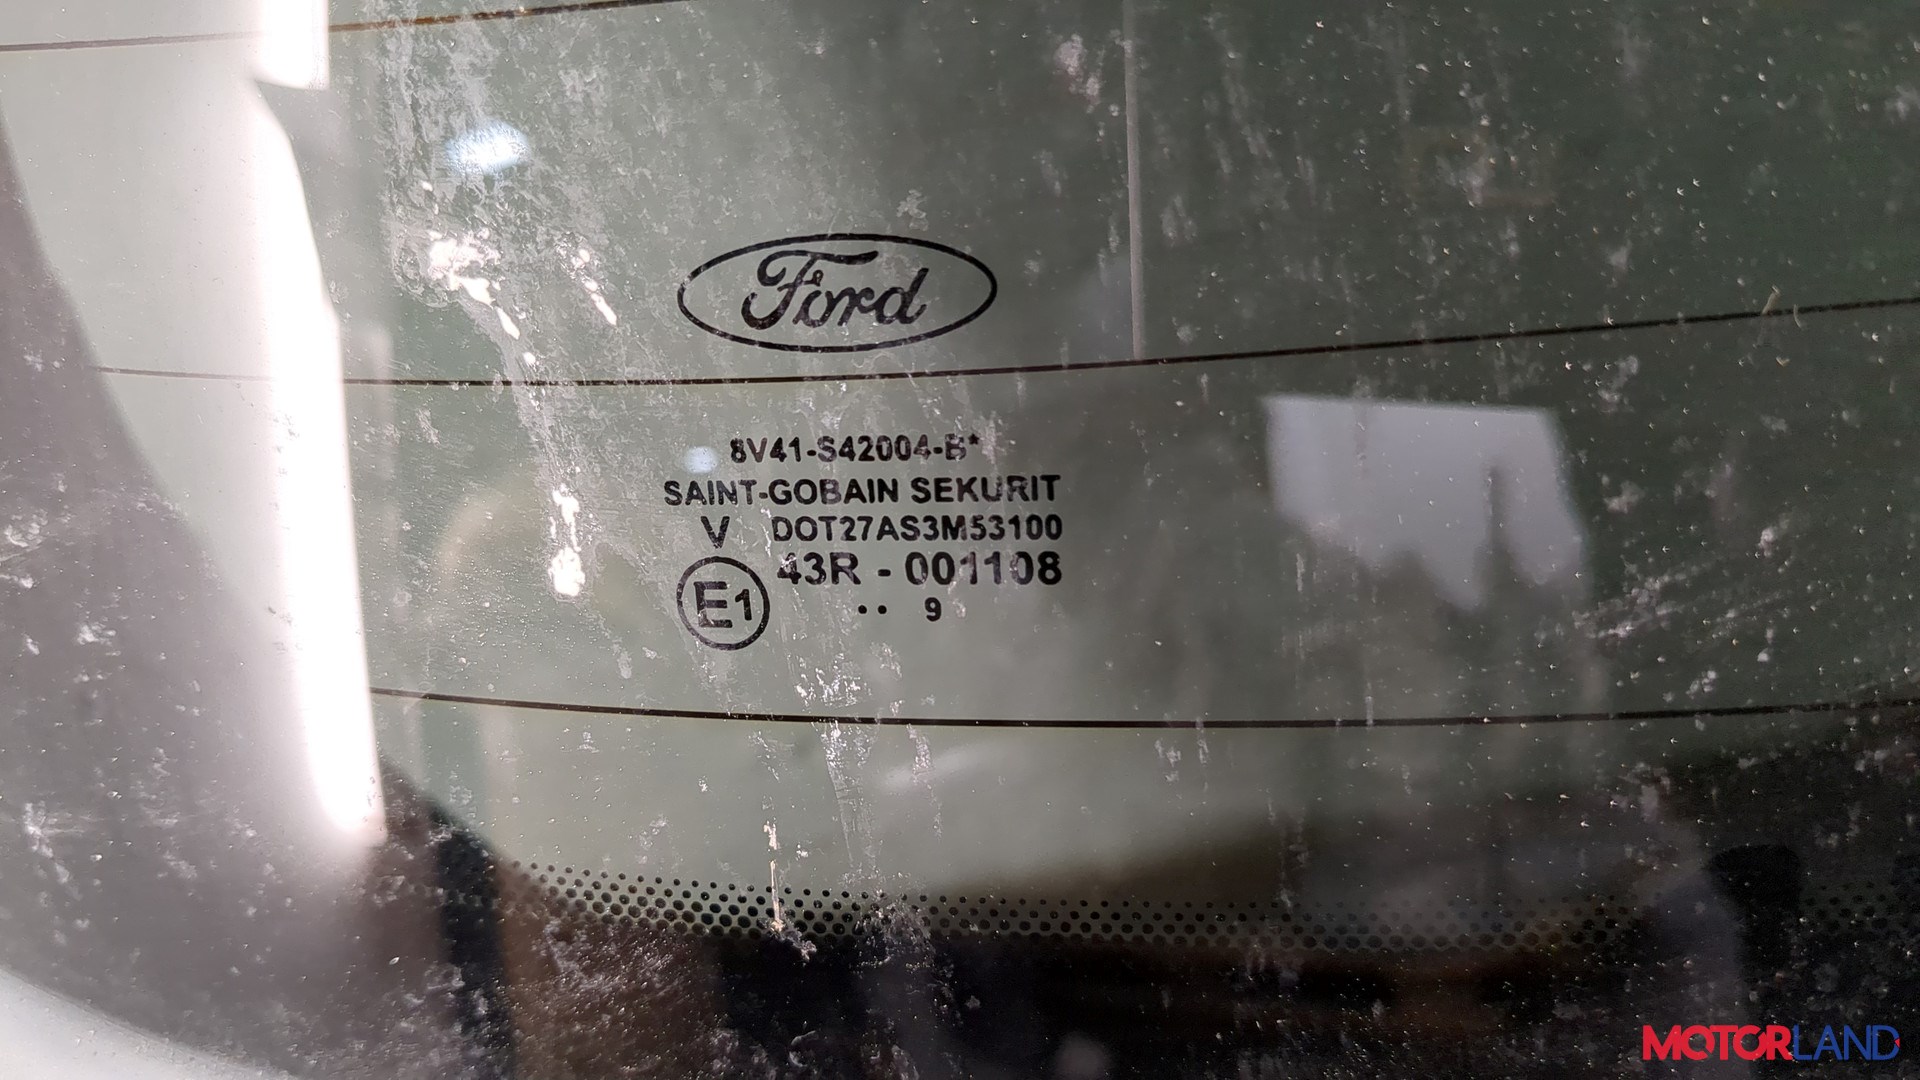 Ford
8V41-S42004-B*
SAINT-GOBAIN SEKURIT
V DOT27AS3M53100
43R - 001108
E1
·· 9
MOTORLAND